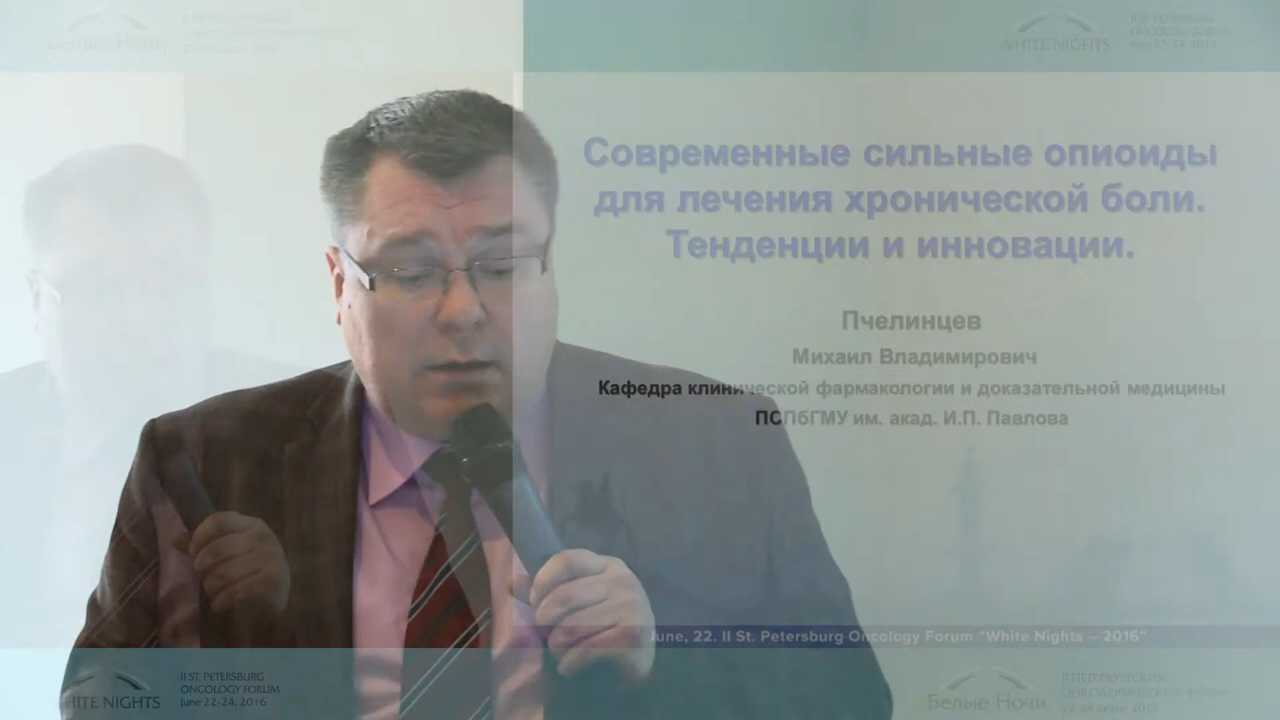 WHITE NIGHTS
Современные сильные опиоиды
для лечения хронической боли.
Тенденции и инновации.
Пчелинцев
Михаил Владимирович
Кафедра клинической фармакологии и доказательной медицины
ПСПбГМУ им. акад. И.П. Павлова
June, 22. II St. Petersburg Oncology Forum "White Nights – 2016"
WHITE NIGHTS
II ST. PETERSBURG
ONCOLOGY FORUM
June 22-24, 2016
Белые Ночи